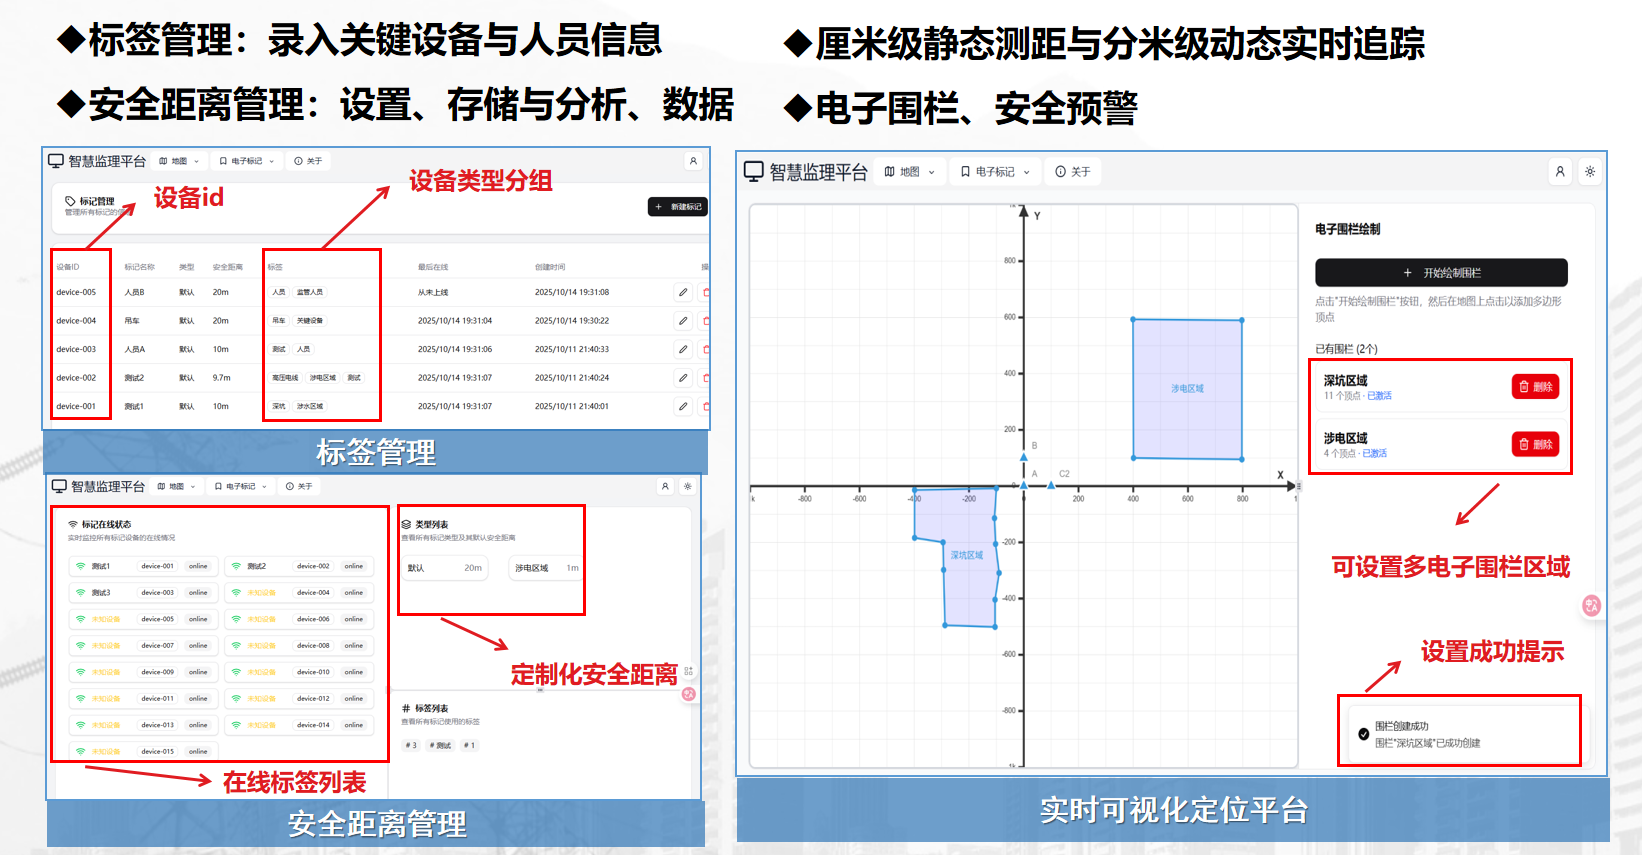 ◆标签管理：录入关键设备与人员信息
◆安全距离管理：设置、存储与分析、数据
◆厘米级静态测距与分米级动态实时追踪
◆电子围栏、安全预警
智慧监理平台 地图 电子标记 关于
设备id
设备类型分组
标记管理
管理所有标记的信
+ 新建标记
设备ID 标记名称 类型 安全距离 标签 最后在线 创建时间
device-005 人员B 默认 20m 人员 监管人员 从未上线 2025/10/14 19:31:08
device-004 吊车 默认 20m 吊车 关键设备 2025/10/14 19:31:04 2025/10/14 19:30:22
device-003 人员A 默认 10m 测试 人员 2025/10/14 19:31:06 2025/10/11 21:40:33
device-002 测试2 默认 9.7m 高压电线 涉电区域 测试 2025/10/14 19:31:07 2025/10/11 21:40:24
device-001 测试1 默认 10m 深坑 涉水区域 2025/10/14 19:31:07 2025/10/11 21:40:01
标签管理
智慧监理平台 地图 电子标记 关于
标记在线状态
实时监控所有标记设备的在线情况
测试1 device-001 online 测试2 device-002 online
测试3 device-003 online 未知设备 device-004 online
未知设备 device-005 online 未知设备 device-006 online
未知设备 device-007 online 未知设备 device-008 online
未知设备 device-009 online 未知设备 device-010 online
未知设备 device-011 online 未知设备 device-012 online
未知设备 device-013 online 未知设备 device-014 online
未知设备 device-015 online
在线标签列表
类型列表
查看所有标记类型及其默认安全距离
默认 20m 涉电区域 1m
定制化安全距离
# 标签列表
查看所有标记使用的标签
# 3 # 测试 # 1
安全距离管理
智慧监理平台 地图 电子标记 关于
1k
Y
800
600
400
200
涉电区域
B
A C2
X
k -800 -600 -400 -200 0 200 400 600 800 1
0
-200
-400
-600
-800
1k
深坑区域
电子围栏绘制
+ 开始绘制围栏
点击"开始绘制围栏"按钮，然后在地图上点击以添加多边形
顶点
已有围栏 (2个)
深坑区域
11 个顶点 · 已激活
删除
涉电区域
4 个顶点 · 已激活
删除
可设置多电子围栏区域
设置成功提示
围栏创建成功
围栏"深坑区域"已成功创建
实时可视化定位平台